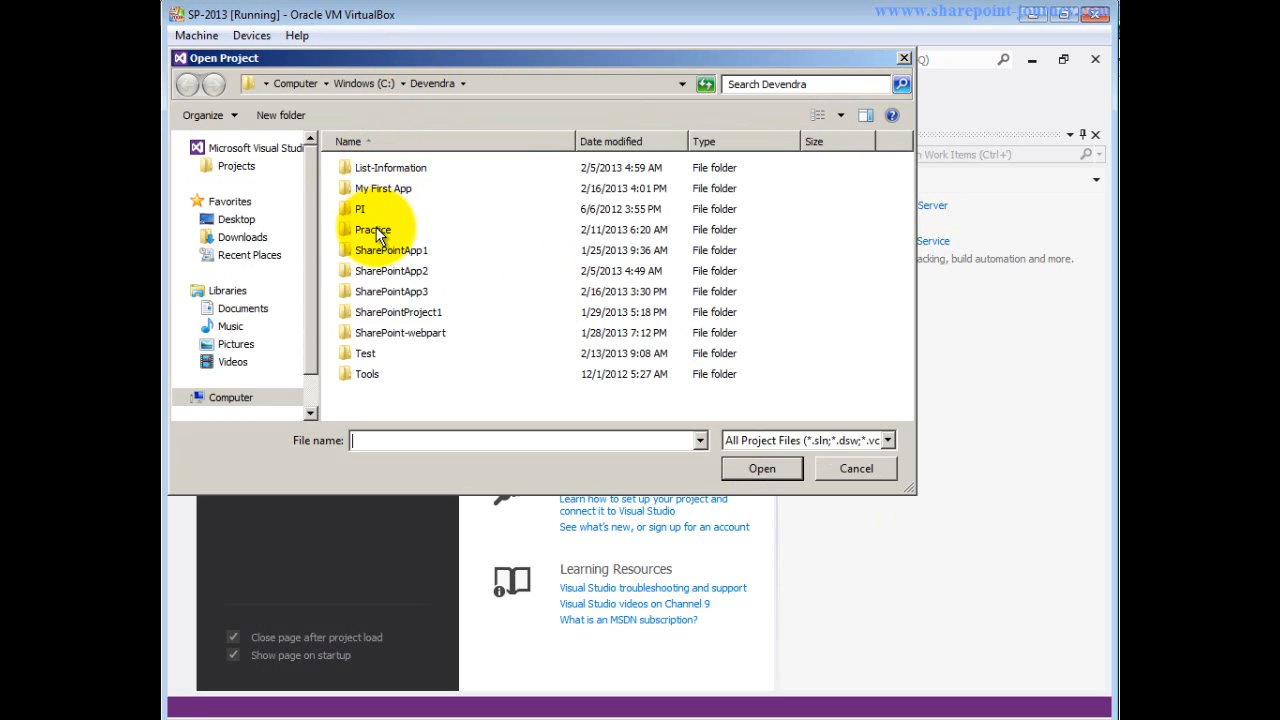 SP-2013 [Running] - Oracle VM VirtualBox
Machine Devices Help
Open Project
Computer Windows (C:) Devendra
Search Devendra
Q)
Organize New folder
Name Date modified Type Size
Microsoft Visual Stud
Projects
Favorites
Desktop
Downloads
Recent Places
Libraries
Documents
Music
Pictures
Videos
Computer
List-Information 2/5/2013 4:59 AM File folder
My First App 2/16/2013 4:01 PM File folder
PI 6/6/2012 3:55 PM File folder
Practice 2/11/2013 6:20 AM File folder
SharePointApp1 1/25/2013 9:36 AM File folder
SharePointApp2 2/5/2013 4:49 AM File folder
SharePointApp3 2/16/2013 3:30 PM File folder
SharePointProject1 1/29/2013 5:18 PM File folder
SharePoint-webpart 1/28/2013 7:12 PM File folder
Test 2/13/2013 9:08 AM File folder
Tools 12/1/2012 5:27 AM File folder
File name:
All Project Files (*.sln;*.dsw;*.vc
Open Cancel
h Work Items (Ctrl+')
Server
Service
acking, build automation and more.
Learn how to set up your project and
connect it to Visual Studio
See what's new, or sign up for an account
Learning Resources
Visual Studio troubleshooting and support
Visual Studio videos on Channel 9
What is an MSDN subscription?
Close page after project load
Show page on startup